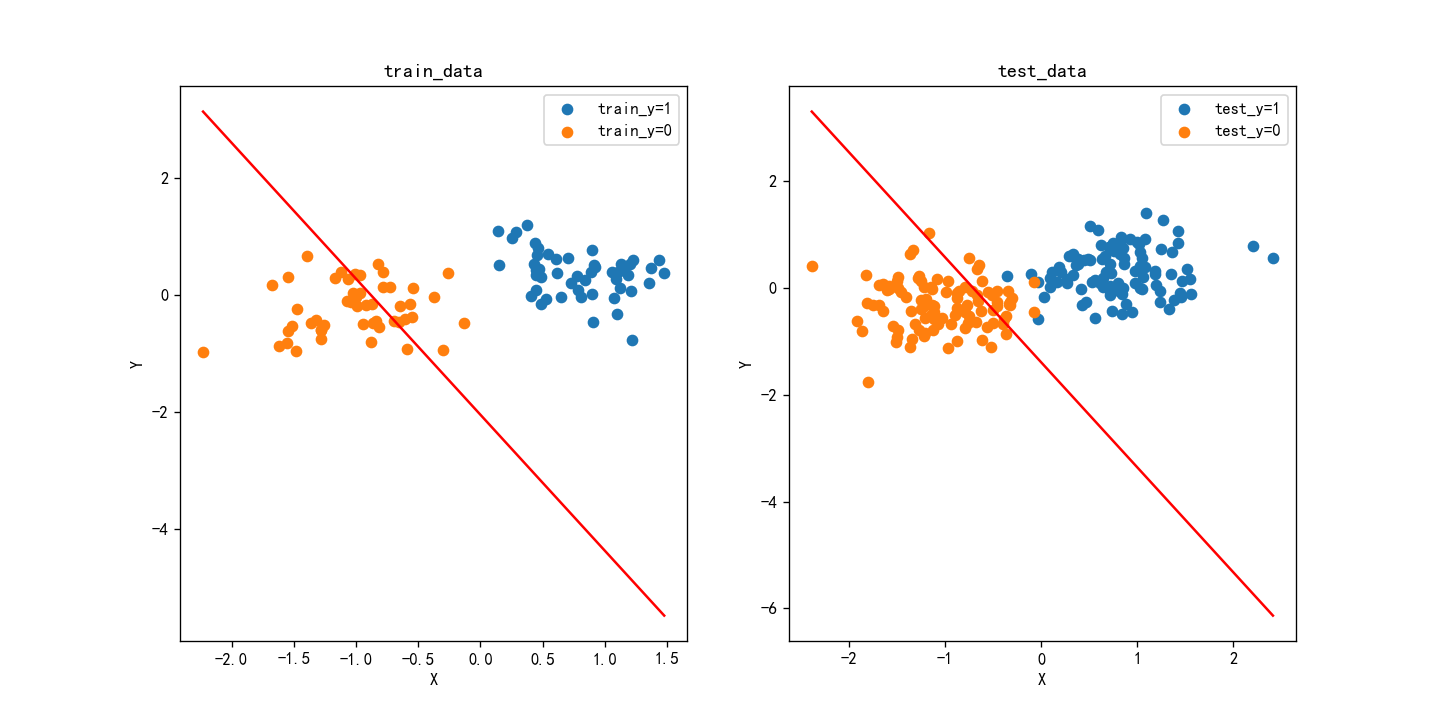 train_data
train_y=1
train_y=0
2
0
−2
−4
Y
−2.0 −1.5 −1.0 −0.5 0.0 0.5 1.0 1.5
X
test_data
test_y=1
test_y=0
2
0
−2
−4
−6
Y
−2 −1 0 1 2
X